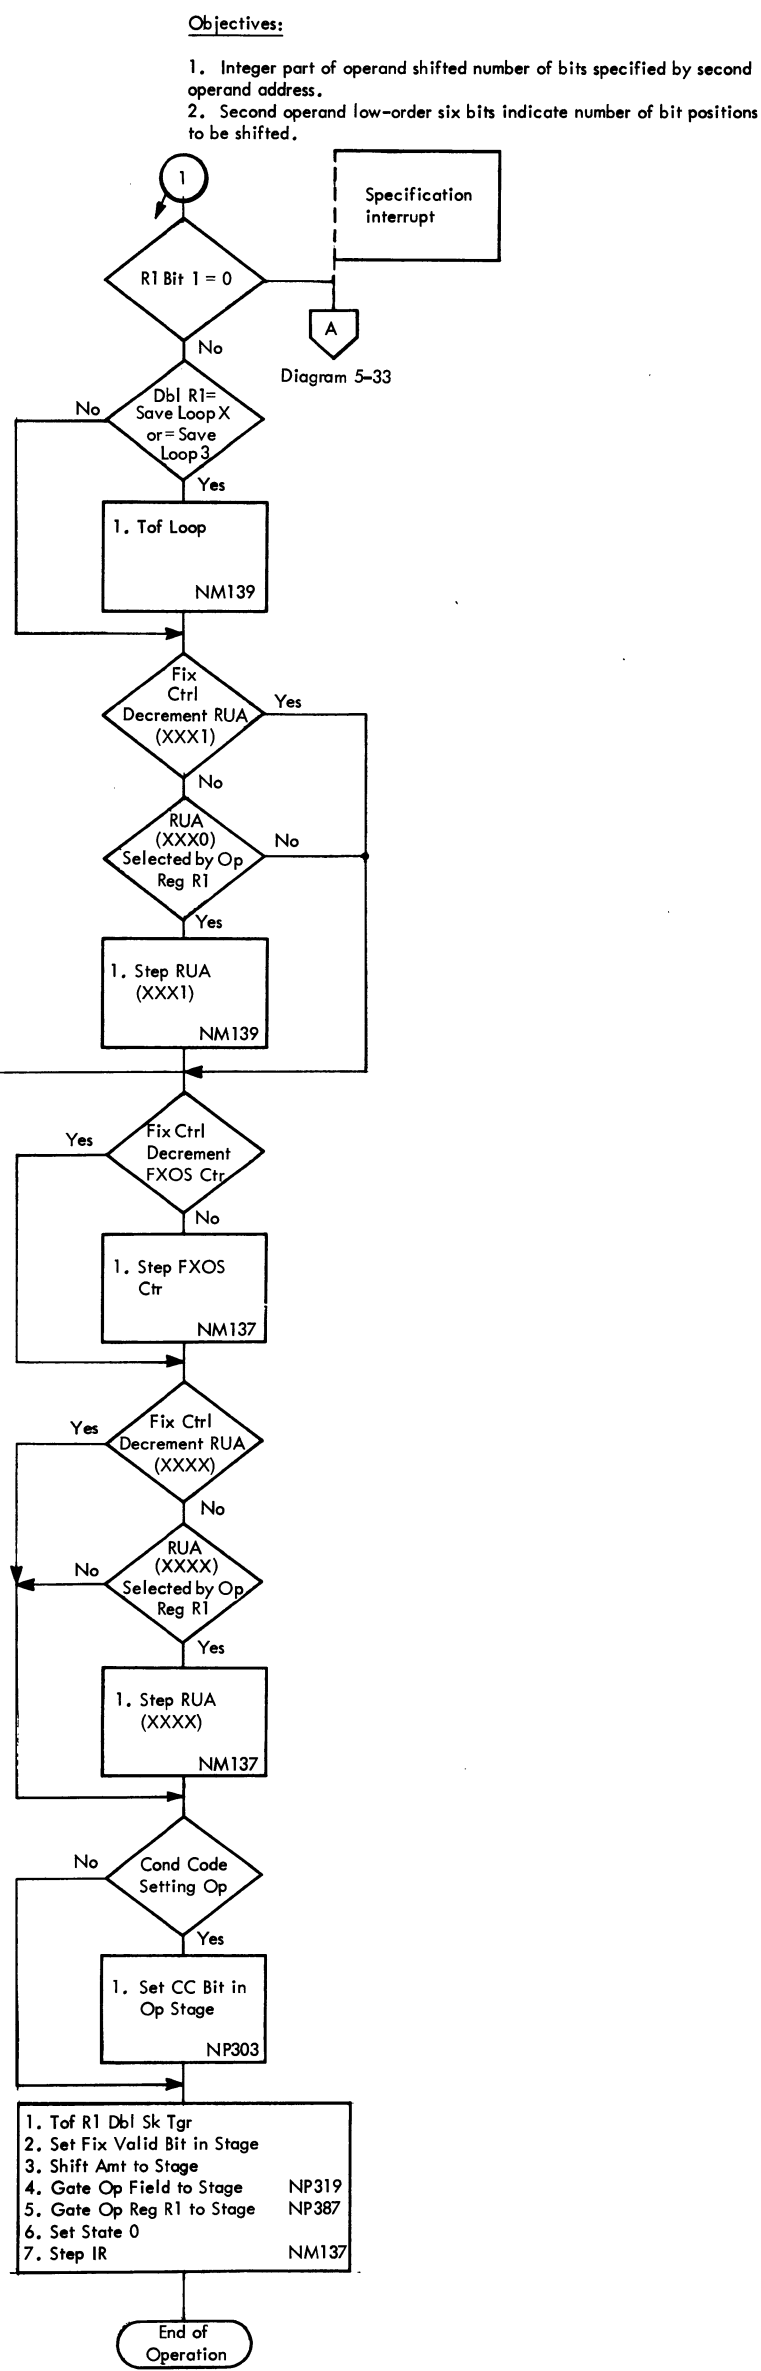 Objectives:
1. Integer part of operand shifted number of bits specified by second
operand address.
2. Second operand low-order six bits indicate number of bit positions
to be shifted.
1
Specification
interrupt
R1 Bit 1 = 0
A
No
Diagram 5-33
Dbl R1=
Save Loop X
or = Save
Loop 3
No
Yes
1. Tof Loop
NM139
Fix
Ctrl
Decrement RUA
(XXX1)
Yes
No
RUA
(XXX0)
Selected by Op
Reg R1
No
Yes
1. Step RUA
(XXX1)
NM139
Yes
Fix Ctrl
Decrement
FXOS Ctr
No
1. Step FXOS
Ctr
NM137
Yes
Fix Ctrl
Decrement RUA
(XXXX)
No
RUA
(XXXX)
Selected by Op
Reg R1
No
Yes
1. Step RUA
(XXXX)
NM137
No
Cond Code
Setting Op
Yes
1. Set CC Bit in
Op Stage
NP303
1. Tof R1 Dbl Sk Tgr
2. Set Fix Valid Bit in Stage
3. Shift Amt to Stage
4. Gate Op Field to Stage NP319
5. Gate Op Reg R1 to Stage NP387
6. Set State 0
7. Step IR NM137
End of
Operation